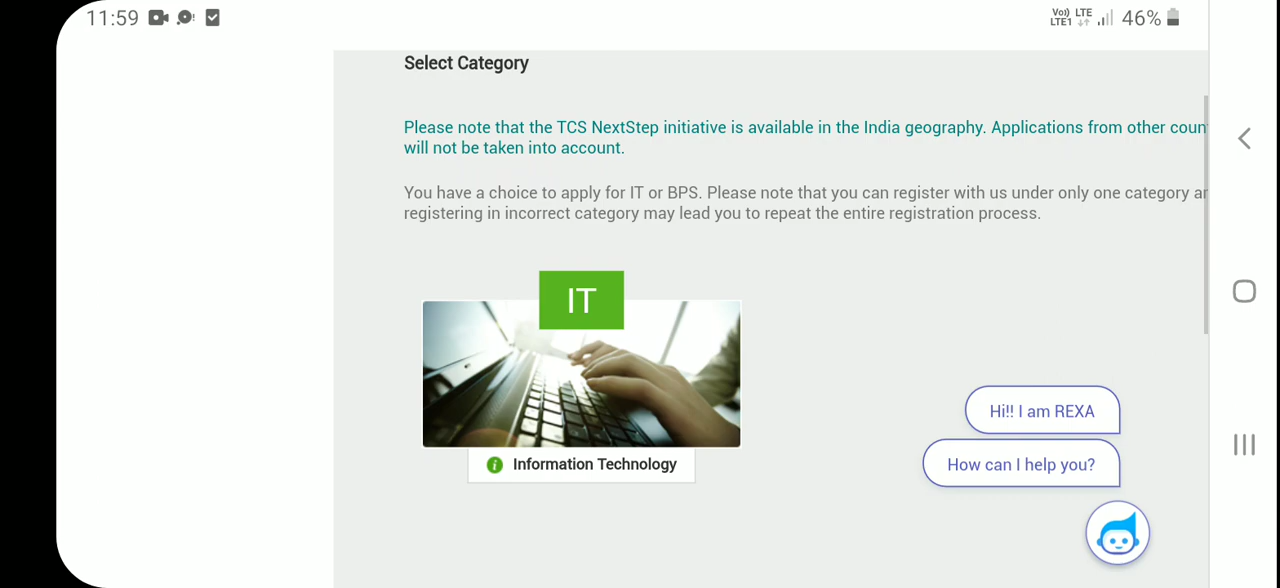 11:59
Vo) LTE
LTE1
46%
Select Category
Please note that the TCS NextStep initiative is available in the India geography. Applications from other
will not be taken into account.
You have a choice to apply for IT or BPS. Please note that you can register with us under only one category
registering in incorrect category may lead you to repeat the entire registration process.
IT
Information Technology
Hi!! I am REXA
How can I help you?